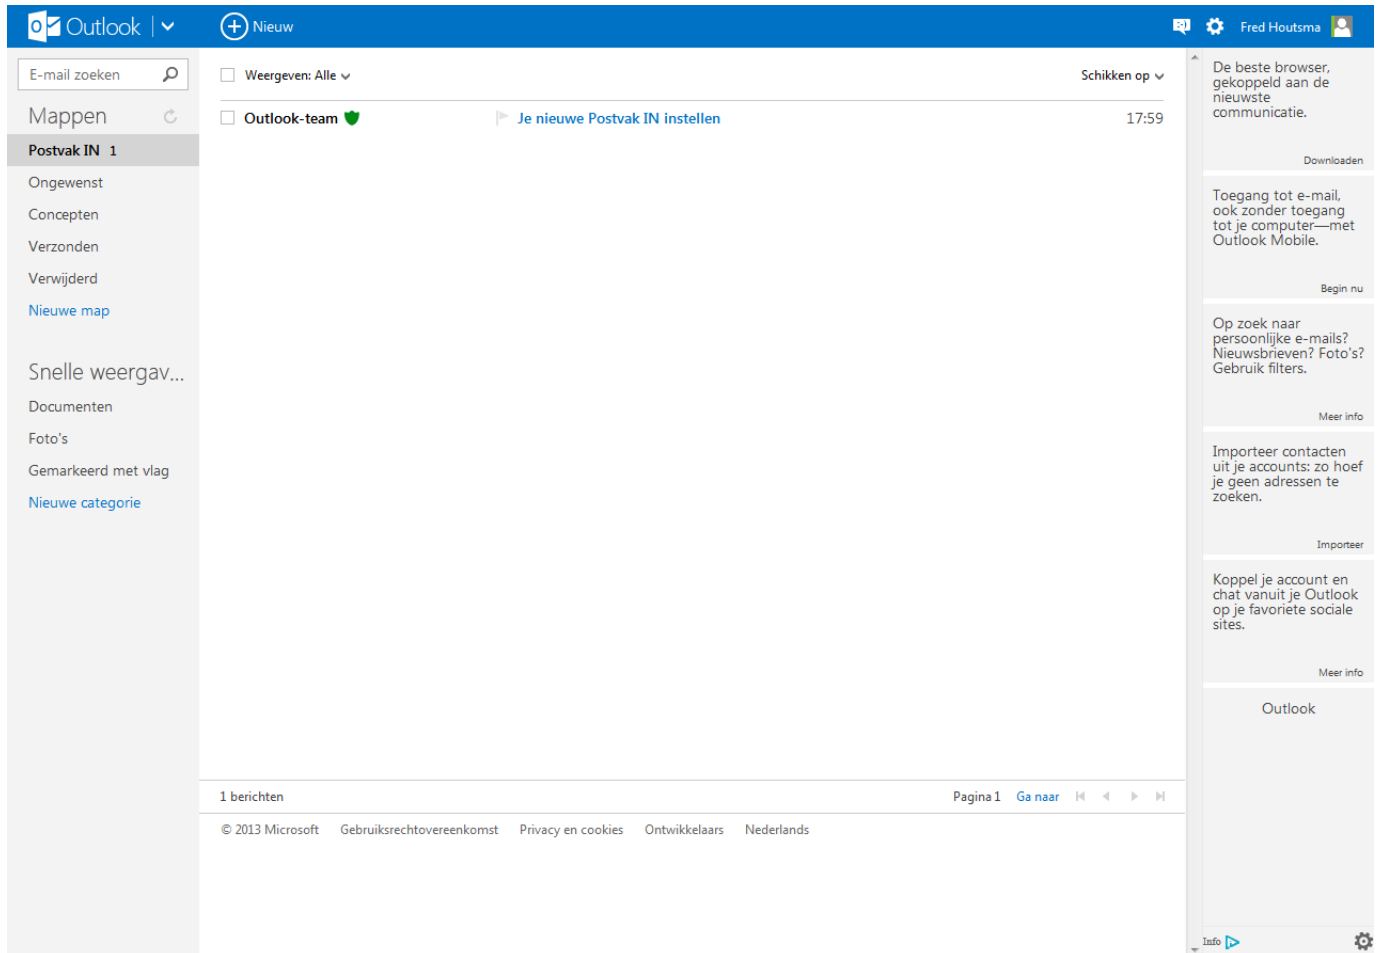 Outlook
Nieuw
Fred Houtsma
E-mail zoeken
Mappen
Postvak IN 1
Ongewenst
Concepten
Verzonden
Verwijderd
Nieuwe map
Snelle weergav...
Documenten
Foto's
Gemarkeerd met vlag
Nieuwe categorie
Weergeven: Alle
Schikken op
Outlook-team
Je nieuwe Postvak IN instellen
17:59
1 berichten
Pagina 1 Ga naar
© 2013 Microsoft Gebruiksrechtovereenkomst Privacy en cookies Ontwikkelaars Nederlands
De beste browser,
gekoppeld aan de
nieuwste
communicatie.
Downloaden
Toegang tot e-mail,
ook zonder toegang
tot je computer—met
Outlook Mobile.
Begin nu
Op zoek naar
persoonlijke e-mails?
Nieuwsbrieven? Foto's?
Gebruik filters.
Meer info
Importeer contacten
uit je accounts: zo hoef
je geen adressen te
zoeken.
Importeer
Koppel je account en
chat vanuit je Outlook
op je favoriete sociale
sites.
Meer info
Outlook
Info